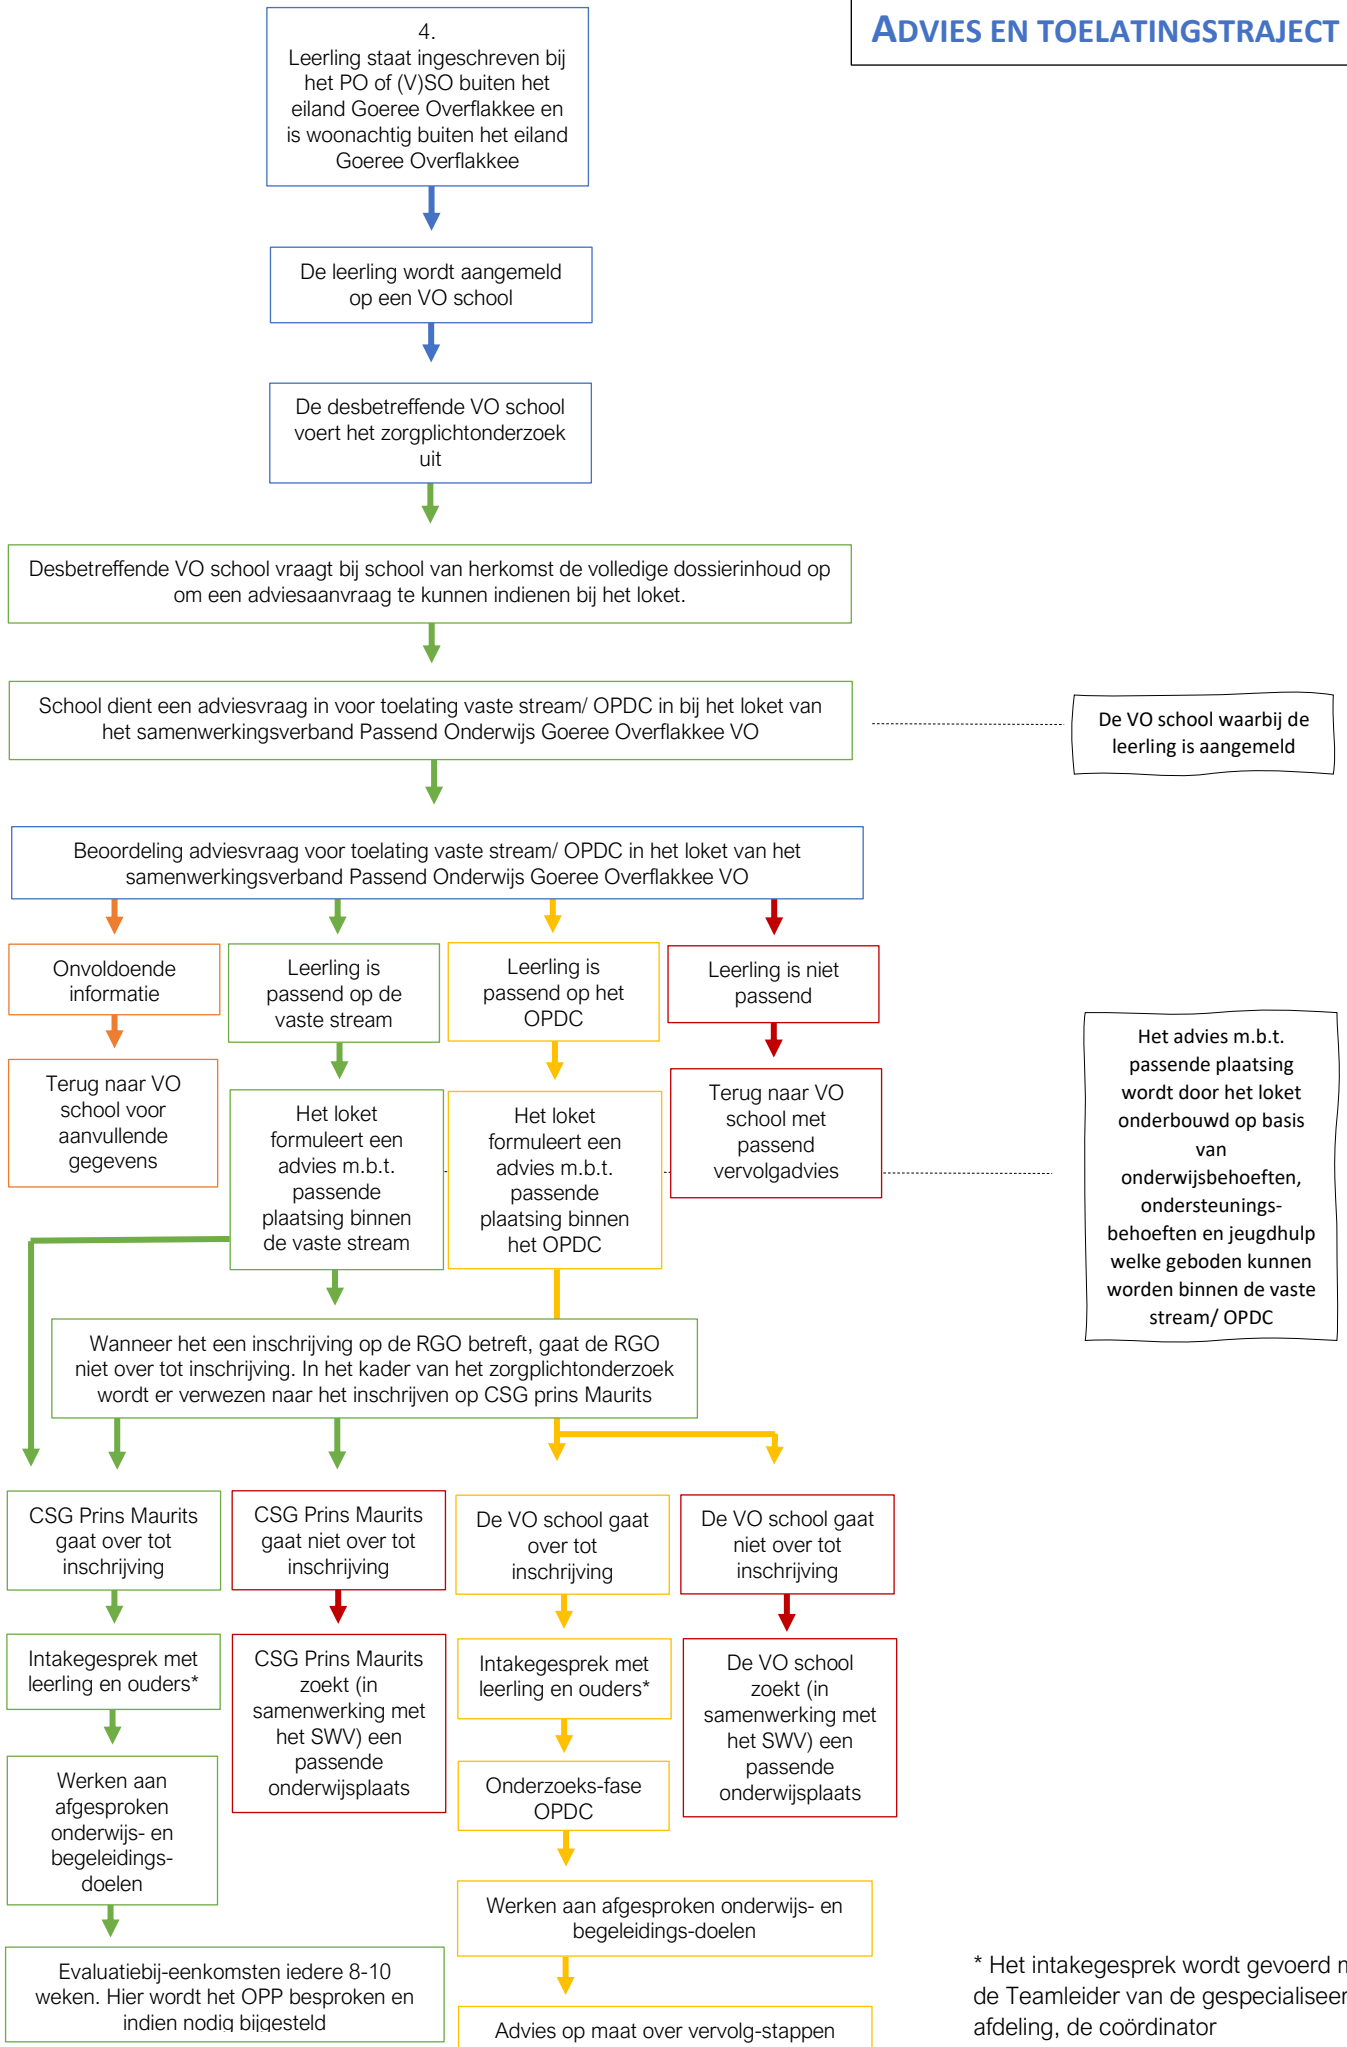 ADVIES EN TOELATINGSTRAJECT
4.
Leerling staat ingeschreven bij
het PO of (V)SO buiten het
eiland Goeree Overflakkee en
is woonachtig buiten het eiland
Goeree Overflakkee
De leerling wordt aangemeld
op een VO school
De desbetreffende VO school
voert het zorgplichtonderzoek
uit
Desbetreffende VO school vraagt bij school van herkomst de volledige dossierinhoud op
om een adviesaanvraag te kunnen indienen bij het loket.
School dient een adviesvraag in voor toelating vaste stream/ OPDC in bij het loket van
het samenwerkingsverband Passend Onderwijs Goeree Overflakkee VO
De VO school waarbij de
leerling is aangemeld
Beoordeling adviesvraag voor toelating vaste stream/ OPDC in het loket van het
samenwerkingsverband Passend Onderwijs Goeree Overflakkee VO
Onvoldoende
informatie
Leerling is
passend op de
vaste stream
Leerling is
passend op het
OPDC
Leerling is niet
passend
Terug naar VO
school voor
aanvullende
gegevens
Het loket
formuleert een
advies m.b.t.
passende
plaatsing binnen
de vaste stream
Het loket
formuleert een
advies m.b.t.
passende
plaatsing binnen
het OPDC
Terug naar VO
school met
passend
vervolgadvies
Het advies m.b.t.
passende plaatsing
wordt door het loket
onderbouwd op basis
van
onderwijsbehoeften,
ondersteunings-
behoeften en jeugdhulp
welke geboden kunnen
worden binnen de vaste
stream/ OPDC
Wanneer het een inschrijving op de RGO betreft, gaat de RGO
niet over tot inschrijving. In het kader van het zorgplichtonderzoek
wordt er verwezen naar het inschrijven op CSG prins Maurits
CSG Prins Maurits
gaat over tot
inschrijving
CSG Prins Maurits
gaat niet over tot
inschrijving
De VO school gaat
over tot
inschrijving
De VO school gaat
niet over tot
inschrijving
Intakegesprek met
leerling en ouders*
CSG Prins Maurits
zoekt (in
samenwerking met
het SWV) een
passende
onderwijsplaats
Intakegesprek met
leerling en ouders*
De VO school
zoekt (in
samenwerking met
het SWV) een
passende
onderwijsplaats
Werken aan
afgesproken
onderwijs- en
begeleidings-
doelen
Onderzoeks-fase
OPDC
Werken aan afgesproken onderwijs- en
begeleidings-doelen
Evaluatiebij-eenkomsten iedere 8-10
weken. Hier wordt het OPP besproken en
indien nodig bijgesteld
Advies op maat over vervolg-stappen
* Het intakegesprek wordt gevoerd
de Teamleider van de
afdeling, de coördinator